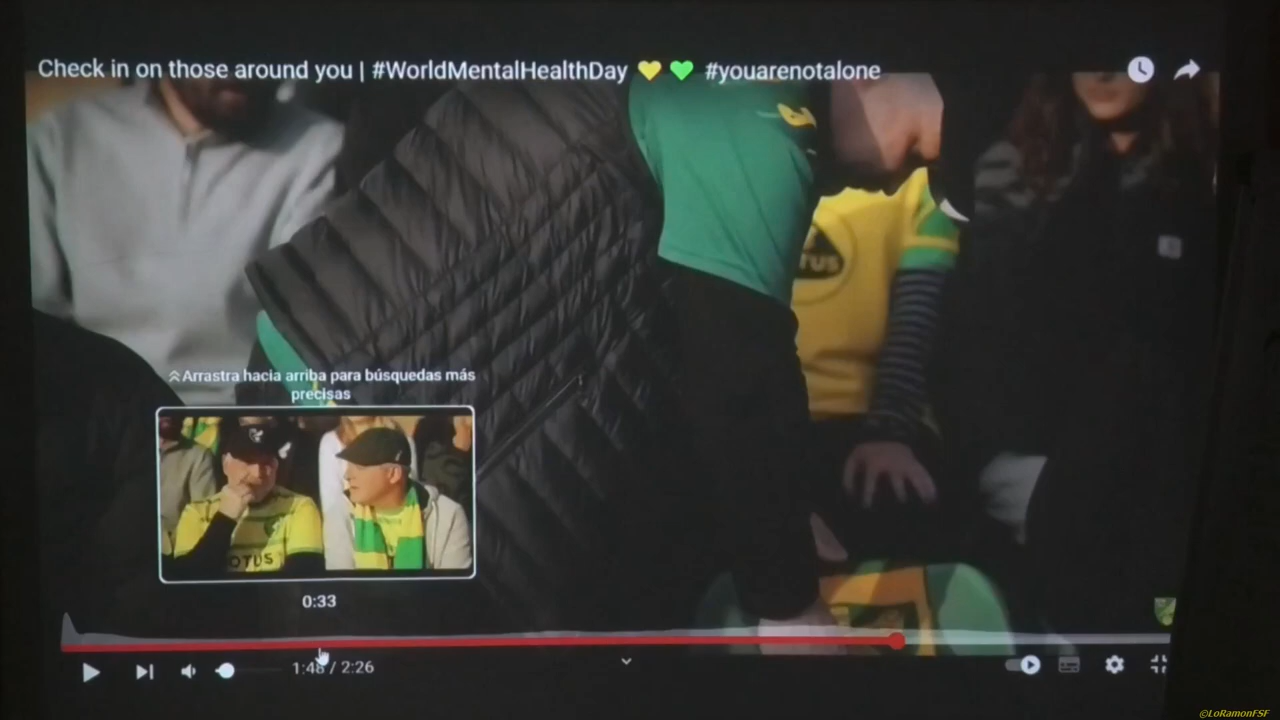 Check in on those around you | #WorldMentalHealthDay 💛 💚 #youarenotalone
TUS
Arrastra hacia arriba para búsquedas más
precisas
OTUS
0:33
1:48 / 2:26
©LoRamonFSF